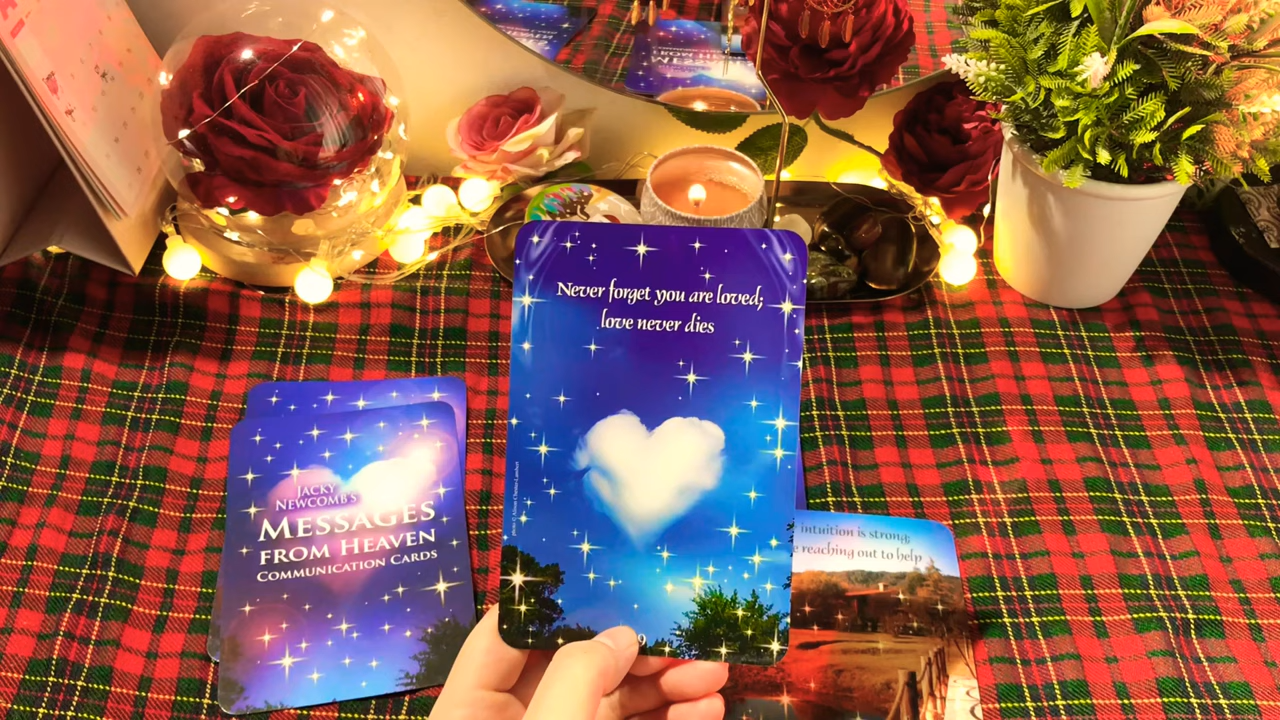 Never forget you are loved;
love never dies
JACKY
NEWCOMB'S
MESSAGES
FROM HEAVEN
COMMUNICATION CARDS
intuition is strong;
reaching out to help
9